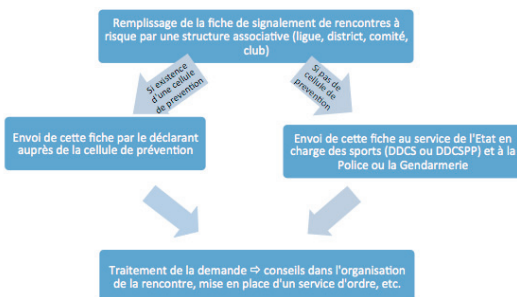 Remplissage de la fiche de signalement de rencontres à
risque par une structure associative (ligue, district, comité,
club)
Si existence
d'une cellule
de prevention
Si pas de
cellule de
prevention
Envoi de cette fiche par le déclarant
auprès de la cellule de prévention
Envoi de cette fiche au service de l'Etat en
charge des sports (DDCS ou DDCSPP) et à la
Police ou la Gendarmerie
Traitement de la demande ⇨ conseils dans l'organisation
de la rencontre, mise en place d'un service d'ordre, etc.